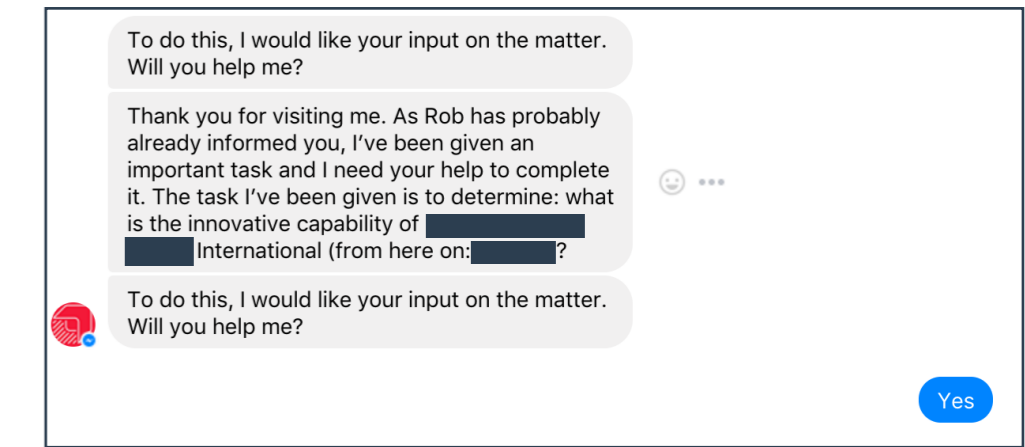 To do this, I would like your input on the matter.
Will you help me?
Thank you for visiting me. As Rob has probably
already informed you, I've been given an
important task and I need your help to complete
it. The task I've been given is to determine: what
is the innovative capability of
International (from here on: ?
To do this, I would like your input on the matter.
Will you help me?
Yes